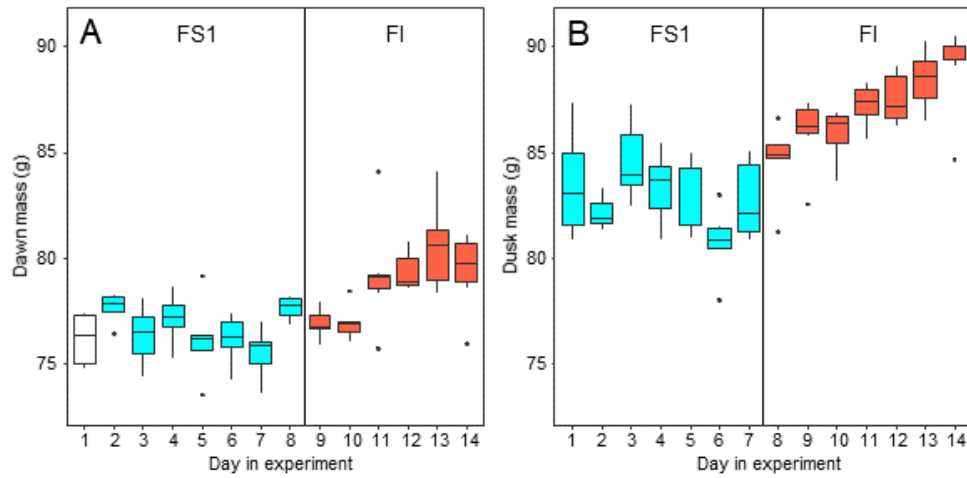 A FS1 FI
Dawn mass (g)
90
85
80
75
1 2 3 4 5 6 7 8 9 10 11 12 13 14
Day in experiment
B FS1 FI
Dusk mass (g)
90
85
80
75
1 2 3 4 5 6 7 8 9 10 11 12 13 14
Day in experiment